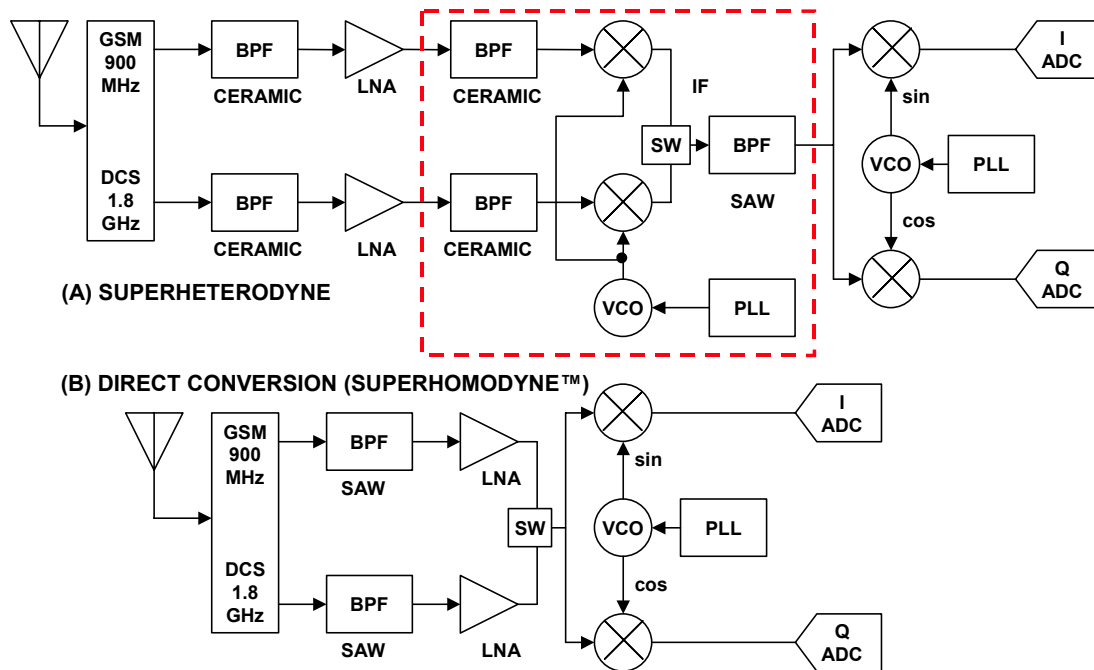 GSM
900
MHz
DCS
1.8
GHz
BPF
CERAMIC
LNA
BPF
CERAMIC
BPF
CERAMIC
LNA
BPF
CERAMIC
IF
SW
BPF
SAW
VCO
PLL
sin
VCO
PLL
cos
I
ADC
Q
ADC
(A) SUPERHETERODYNE
(B) DIRECT CONVERSION (SUPERHOMODYNE™)
GSM
900
MHz
DCS
1.8
GHz
BPF
SAW
LNA
BPF
SAW
LNA
SW
sin
VCO
PLL
cos
I
ADC
Q
ADC